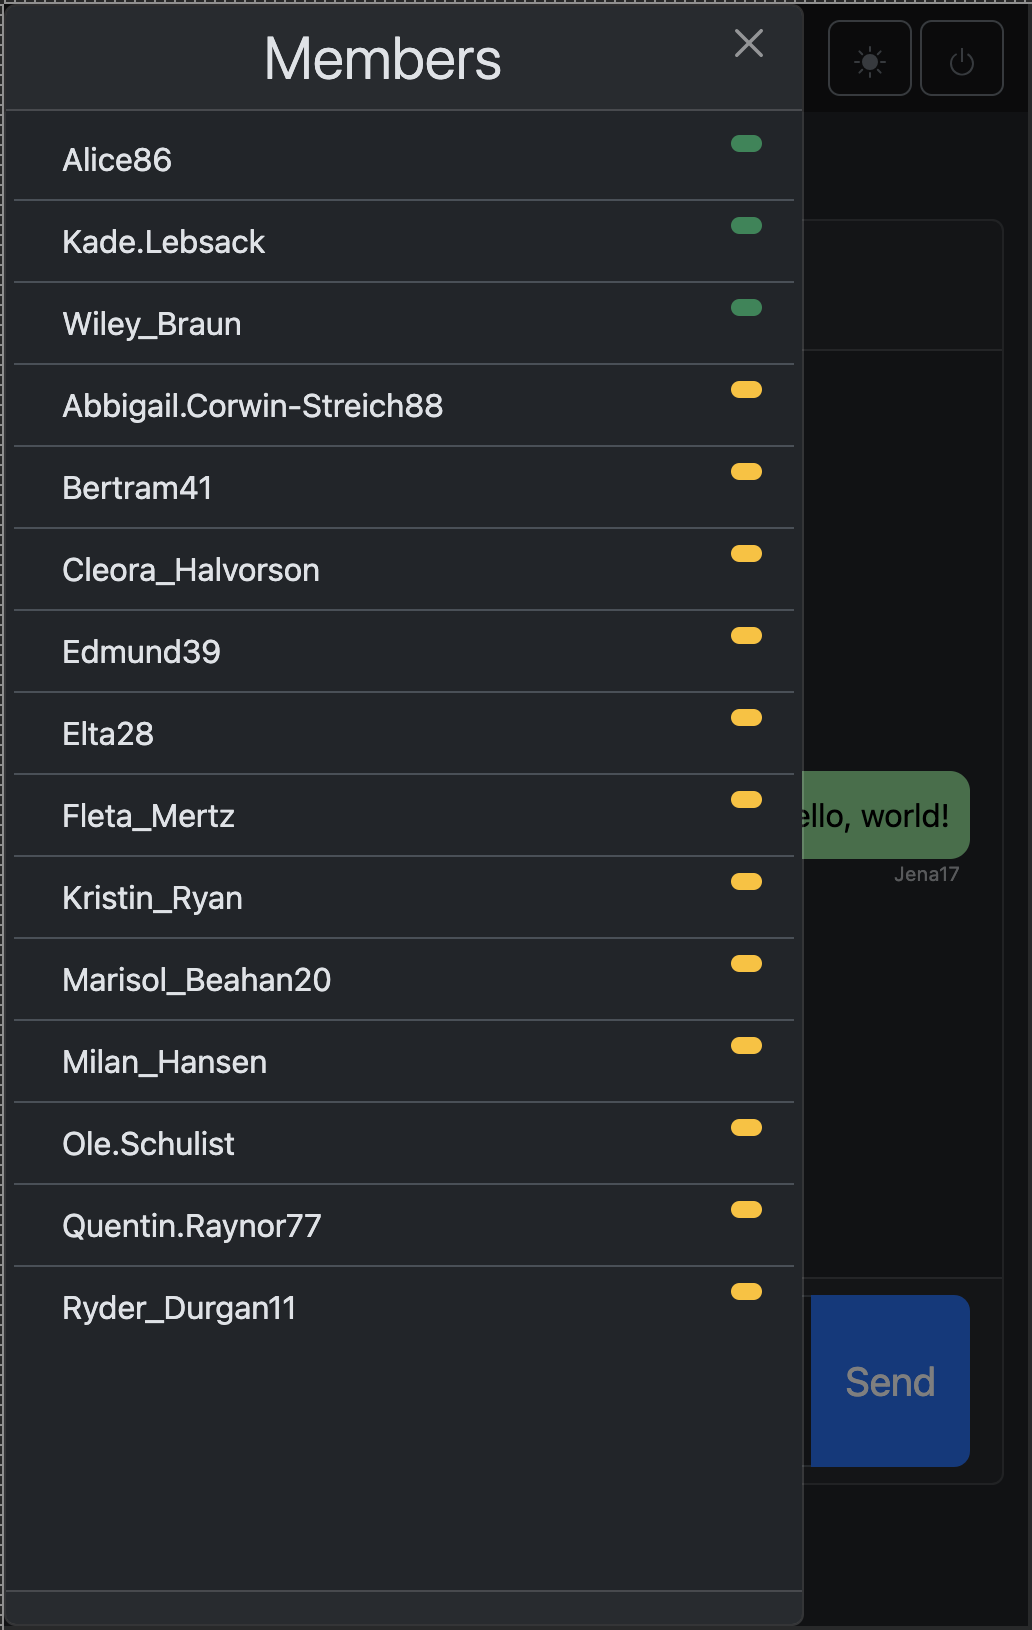 Members
Alice86
Kade.Lebsack
Wiley_Braun
Abbigail.Corwin-Streich88
Bertram41
Cleora_Halvorson
Edmund39
Elta28
Fleta_Mertz
ello, world!
Jena17
Kristin_Ryan
Marisol_Beahan20
Milan_Hansen
Ole.Schulist
Quentin.Raynor77
Ryder_Durgan11
Send